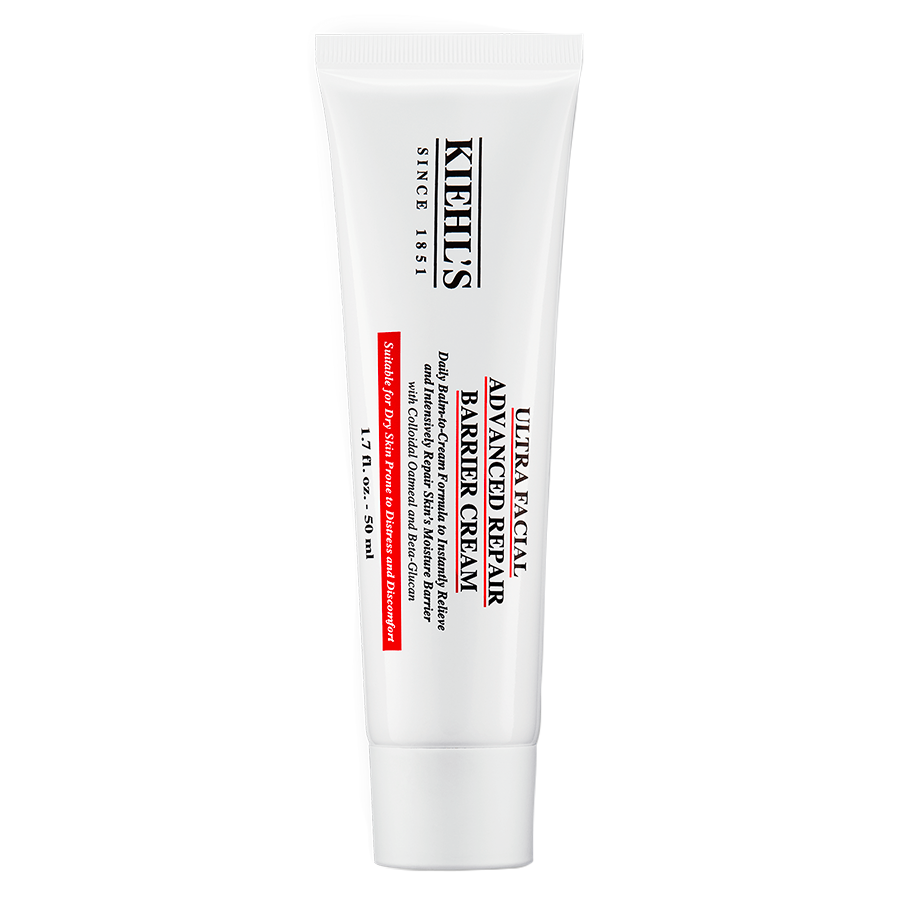 KIEHL'S
SINCE 1851
ULTRA FACIAL
ADVANCED REPAIR
BARRIER CREAM
Daily Balm-to-Cream Formula to Instantly Relieve
and Intensively Repair Skin's Moisture Barrier
with Colloidal Oatmeal and Beta-Glucan
Suitable for Dry Skin Prone to Distress and Discomfort
1.7 fl. oz. - 50 ml